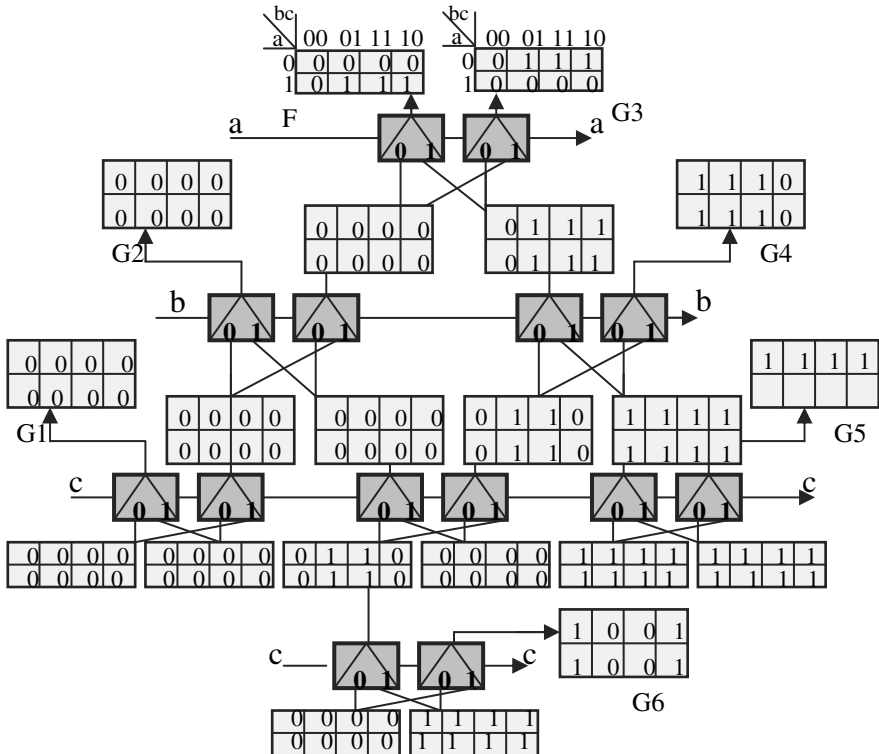 bc bc
a 00 01 11 10 a 00 01 11 10
0 0 0 0 0 0 0 1 1 1
1 0 1 1 1 1 0 0 0 0
a F a G3
0 1 0 1
0 0 0 0 1 1 1 0
0 0 0 0 1 1 1 0
0 0 0 0 0 1 1 1
0 0 0 0 0 1 1 1
G2 G4
b b
0 1 0 1 0 1 0 1
0 0 0 0 1 1 1 1
0 0 0 0
0 0 0 0 0 0 0 0 0 1 1 0 1 1 1 1
0 0 0 0 0 0 0 0 0 1 1 0 1 1 1 1
G1 G5
c c
0 1 0 1 0 1 0 1 0 1 0 1
0 0 0 0 0 0 0 0 0 1 1 0 0 0 0 0 1 1 1 1 1 1 1 1
0 0 0 0 0 0 0 0 0 1 1 0 0 0 0 0 1 1 1 1 1 1 1 1
1 0 0 1
c c
1 0 0 1
0 1 0 1
G6
0 0 0 0 1 1 1 1
0 0 0 0 1 1 1 1